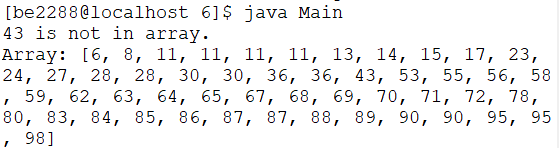 [be2288@localhost 6]$ java Main
43 is not in array.
Array: [6, 8, 11, 11, 11, 11, 13, 14, 15, 17, 23,
24, 27, 28, 28, 30, 30, 36, 36, 43, 53, 55, 56, 58
, 59, 62, 63, 64, 65, 67, 68, 69, 70, 71, 72, 78,
80, 83, 84, 85, 86, 87, 87, 88, 89, 90, 90, 95, 95
, 98]